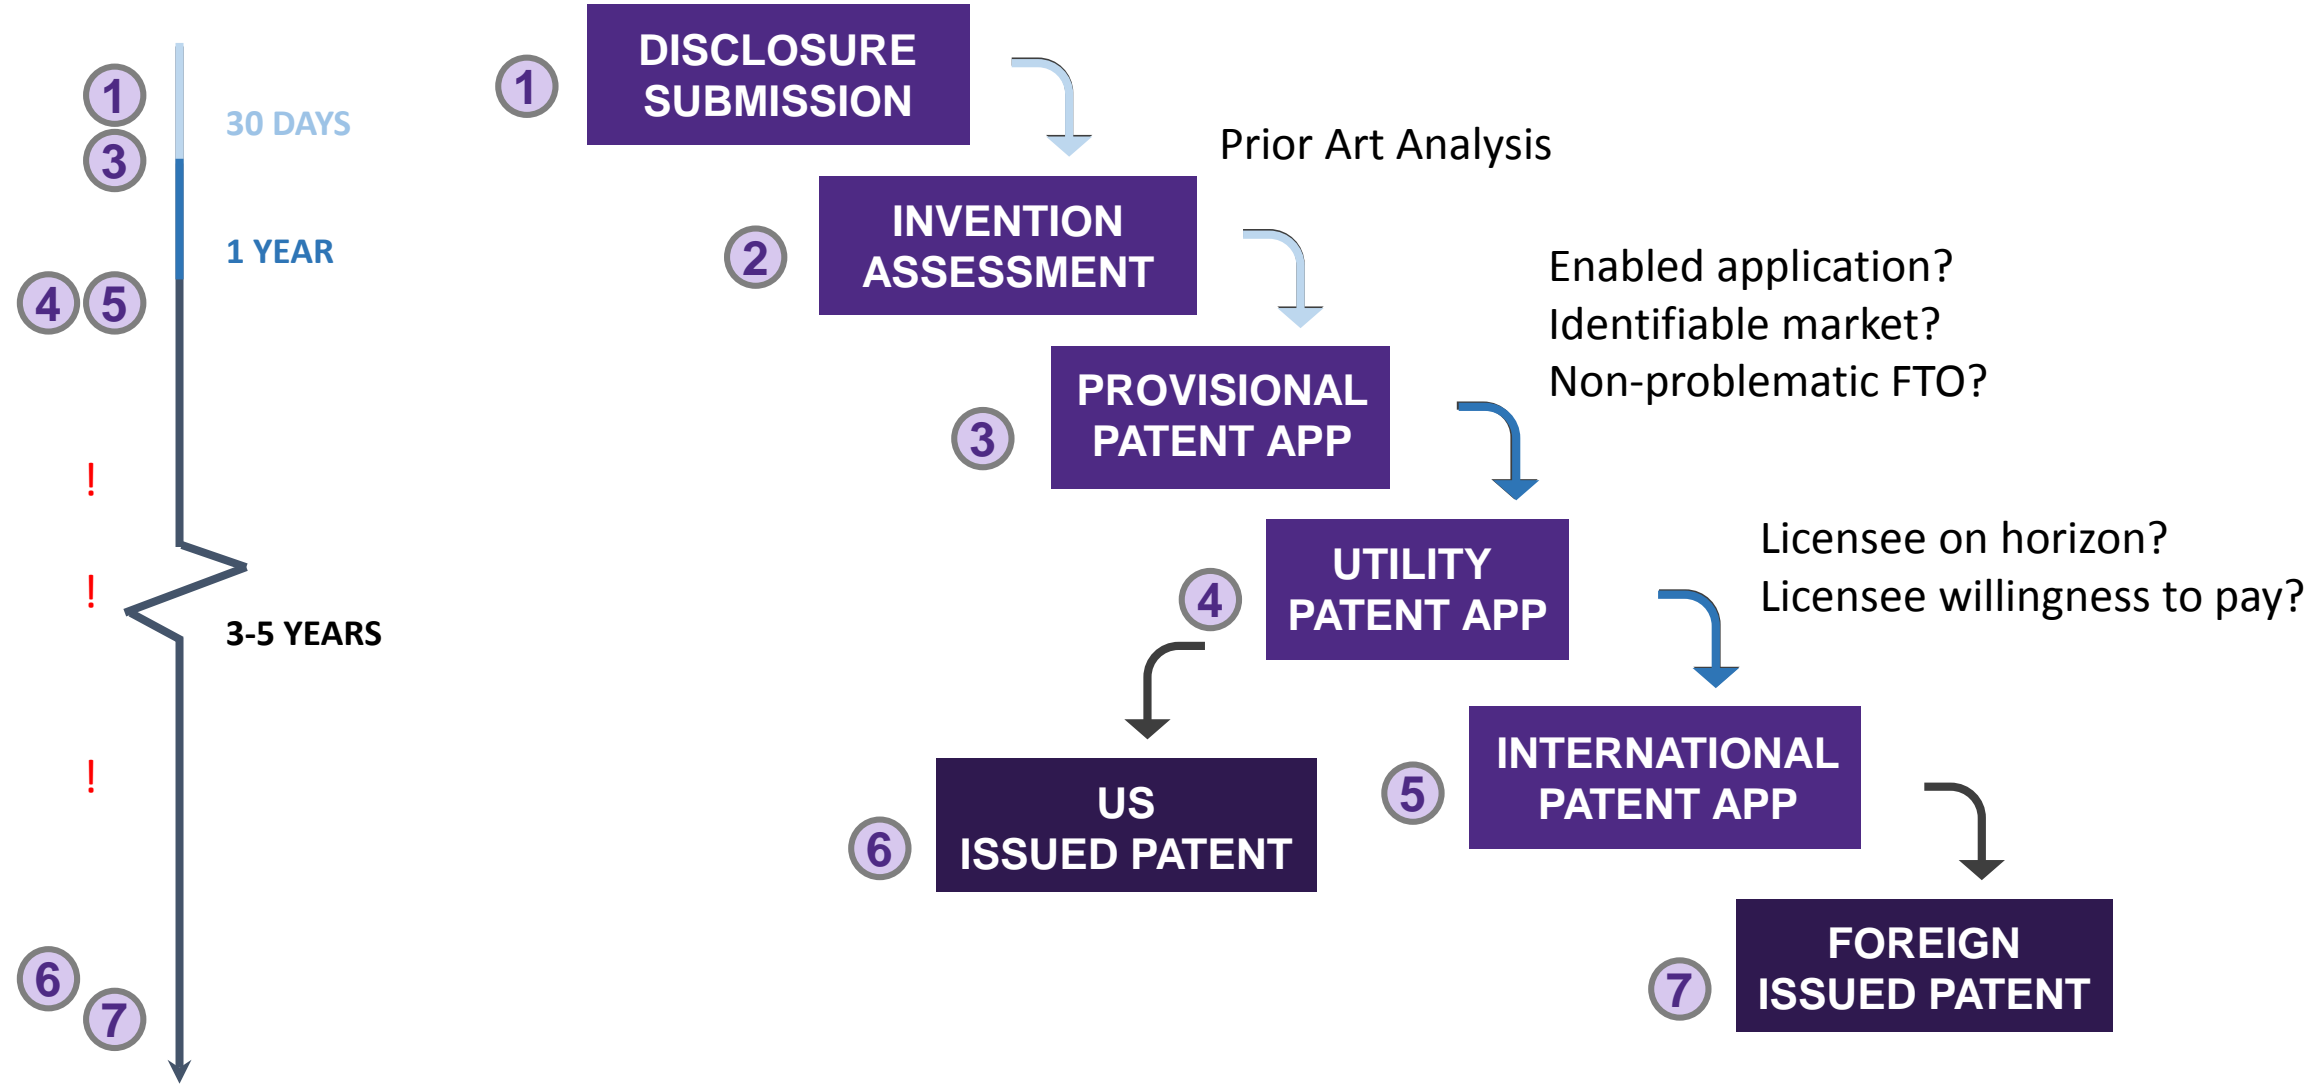 1
3
30 DAYS
1 YEAR
4 5
!
!
3-5 YEARS
!
6
7
1
DISCLOSURE
SUBMISSION
Prior Art Analysis
2
INVENTION
ASSESSMENT
Enabled application?
Identifiable market?
Non-problematic FTO?
3
PROVISIONAL
PATENT APP
Licensee on horizon?
Licensee willingness to pay?
4
UTILITY
PATENT APP
5
INTERNATIONAL
PATENT APP
6
US
ISSUED PATENT
7
FOREIGN
ISSUED PATENT